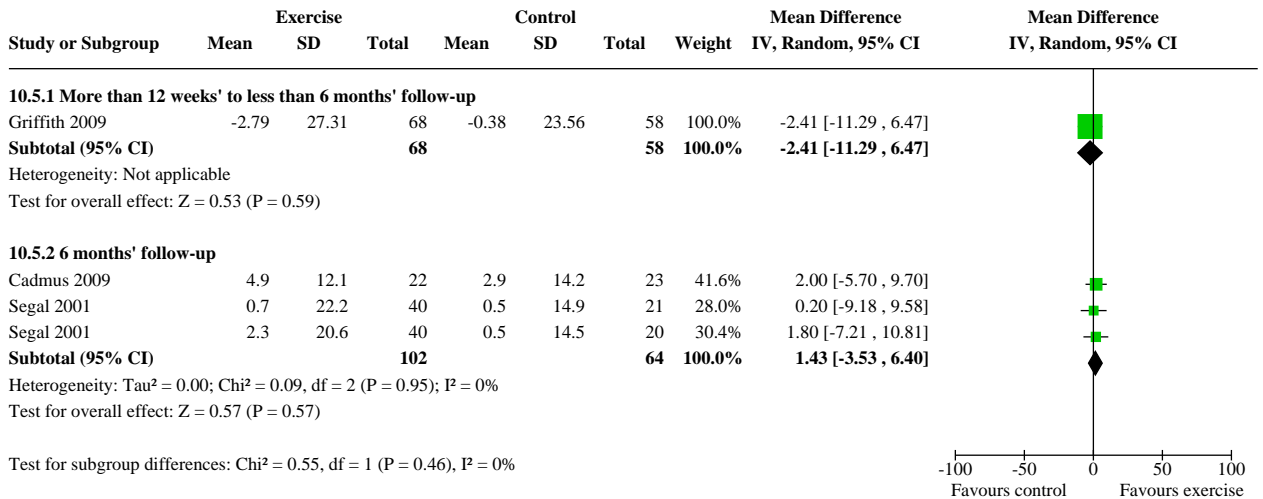 Exercise Control Mean Difference Mean Difference
Study or Subgroup Mean SD Total Mean SD Total Weight IV, Random, 95% CI IV, Random, 95% CI
10.5.1 More than 12 weeks' to less than 6 months' follow-up
Griffith 2009 -2.79 27.31 68 -0.38 23.56 58 100.0% -2.41 [-11.29 , 6.47]
Subtotal (95% CI) 68 58 100.0% -2.41 [-11.29 , 6.47]
Heterogeneity: Not applicable
Test for overall effect: Z = 0.53 (P = 0.59)
10.5.2 6 months' follow-up
Cadmus 2009 4.9 12.1 22 2.9 14.2 23 41.6% 2.00 [-5.70 , 9.70]
Segal 2001 0.7 22.2 40 0.5 14.9 21 28.0% 0.20 [-9.18 , 9.58]
Segal 2001 2.3 20.6 40 0.5 14.5 20 30.4% 1.80 [-7.21 , 10.81]
Subtotal (95% CI) 102 64 100.0% 1.43 [-3.53 , 6.40]
Heterogeneity: Tau² = 0.00; Chi² = 0.09, df = 2 (P = 0.95); I² = 0%
Test for overall effect: Z = 0.57 (P = 0.57)
Test for subgroup differences: Chi² = 0.55, df = 1 (P = 0.46), I² = 0%
-100 -50 0 50 100
Favours control Favours exercise